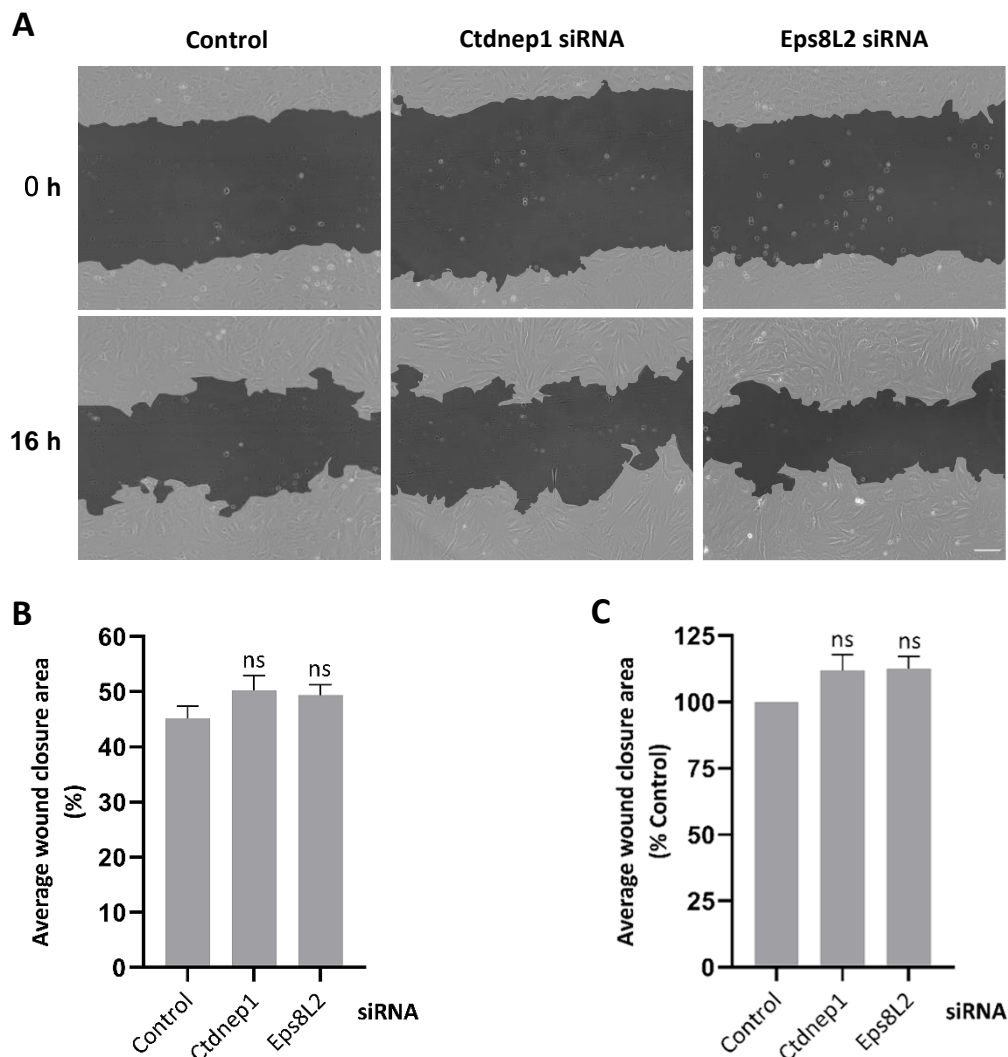 A
Control Ctdnep1 siRNA Eps8L2 siRNA
0 h
16 h
B
Average wound closure area
(%)
60
50
40
30
20
10
0
ns
ns
Control
Ctdnep1
Eps8L2
siRNA
C
Average wound closure area
(% Control)
125
100
75
50
25
0
ns
ns
Control
Ctdnep1
Eps8L2
siRNA